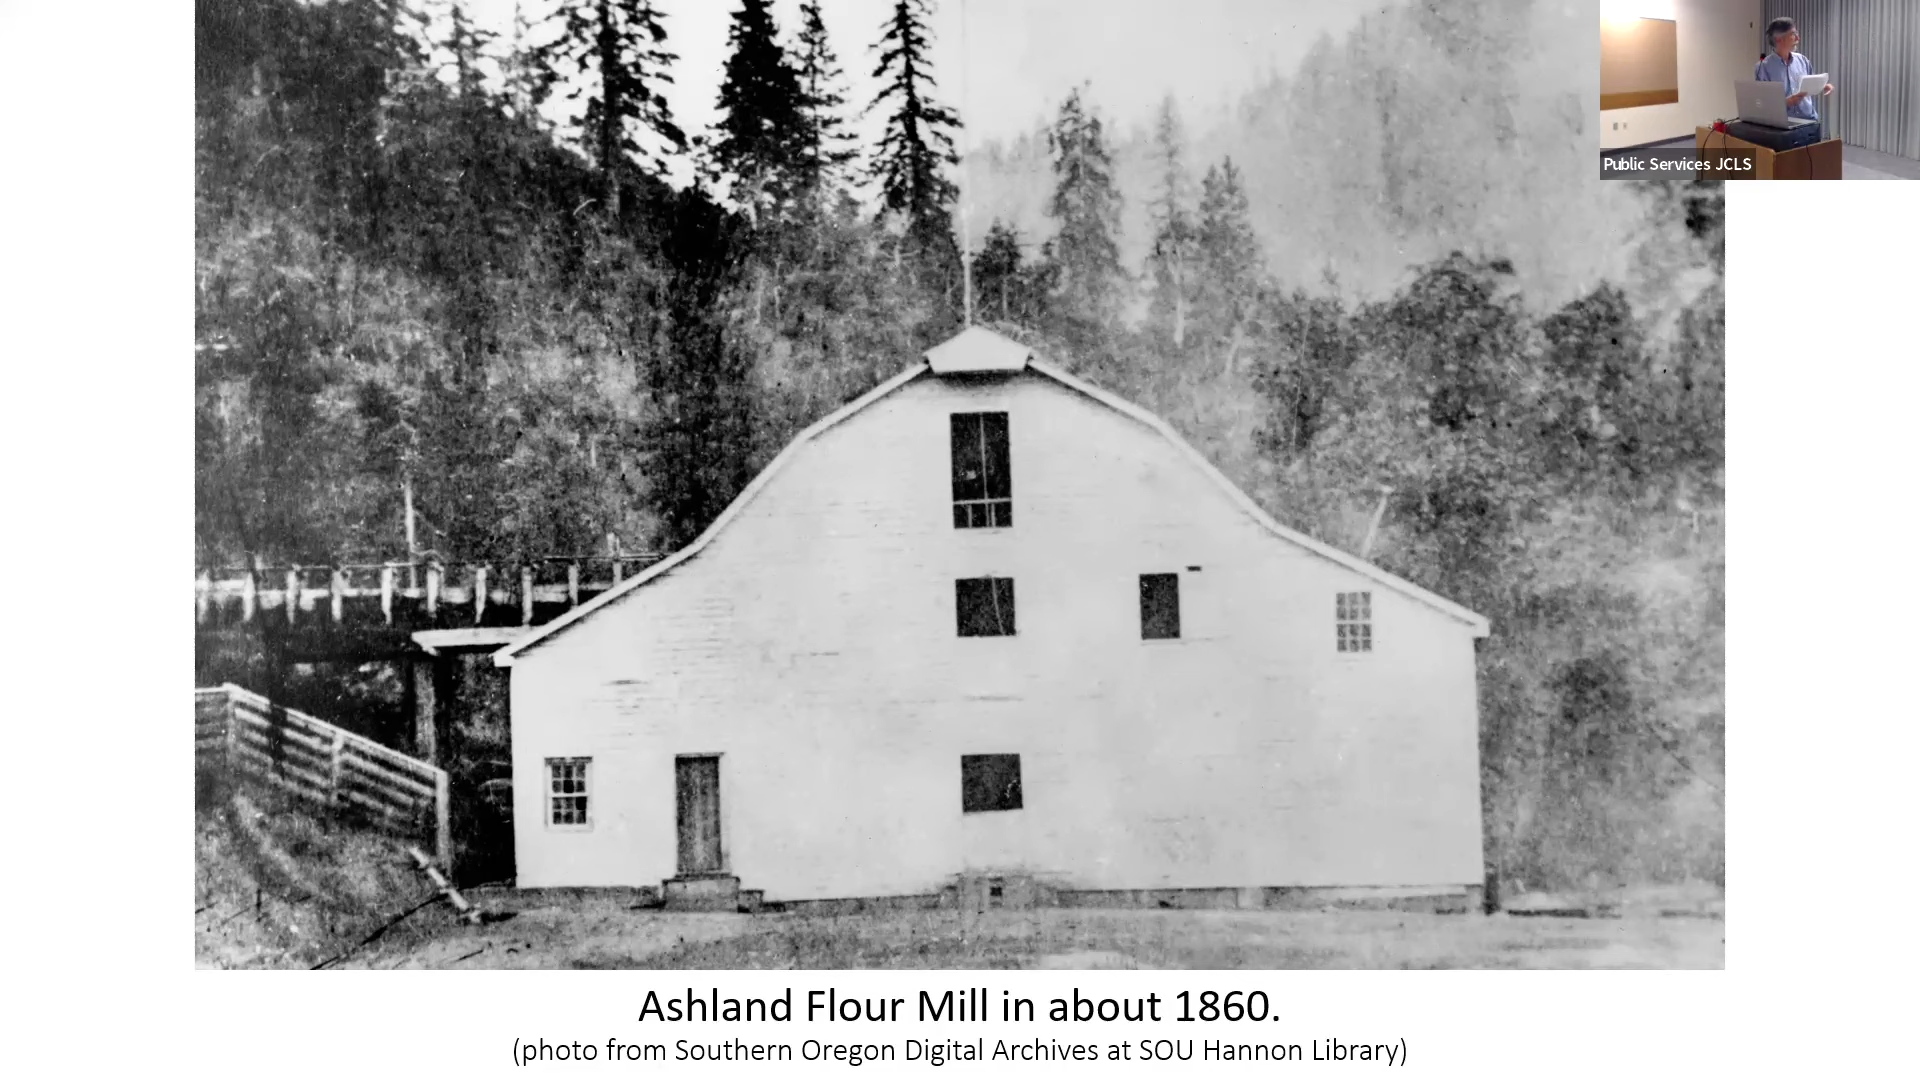 Public Services JCLS
Ashland Flour Mill in about 1860.
(photo from Southern Oregon Digital Archives at SOU Hannon Library)